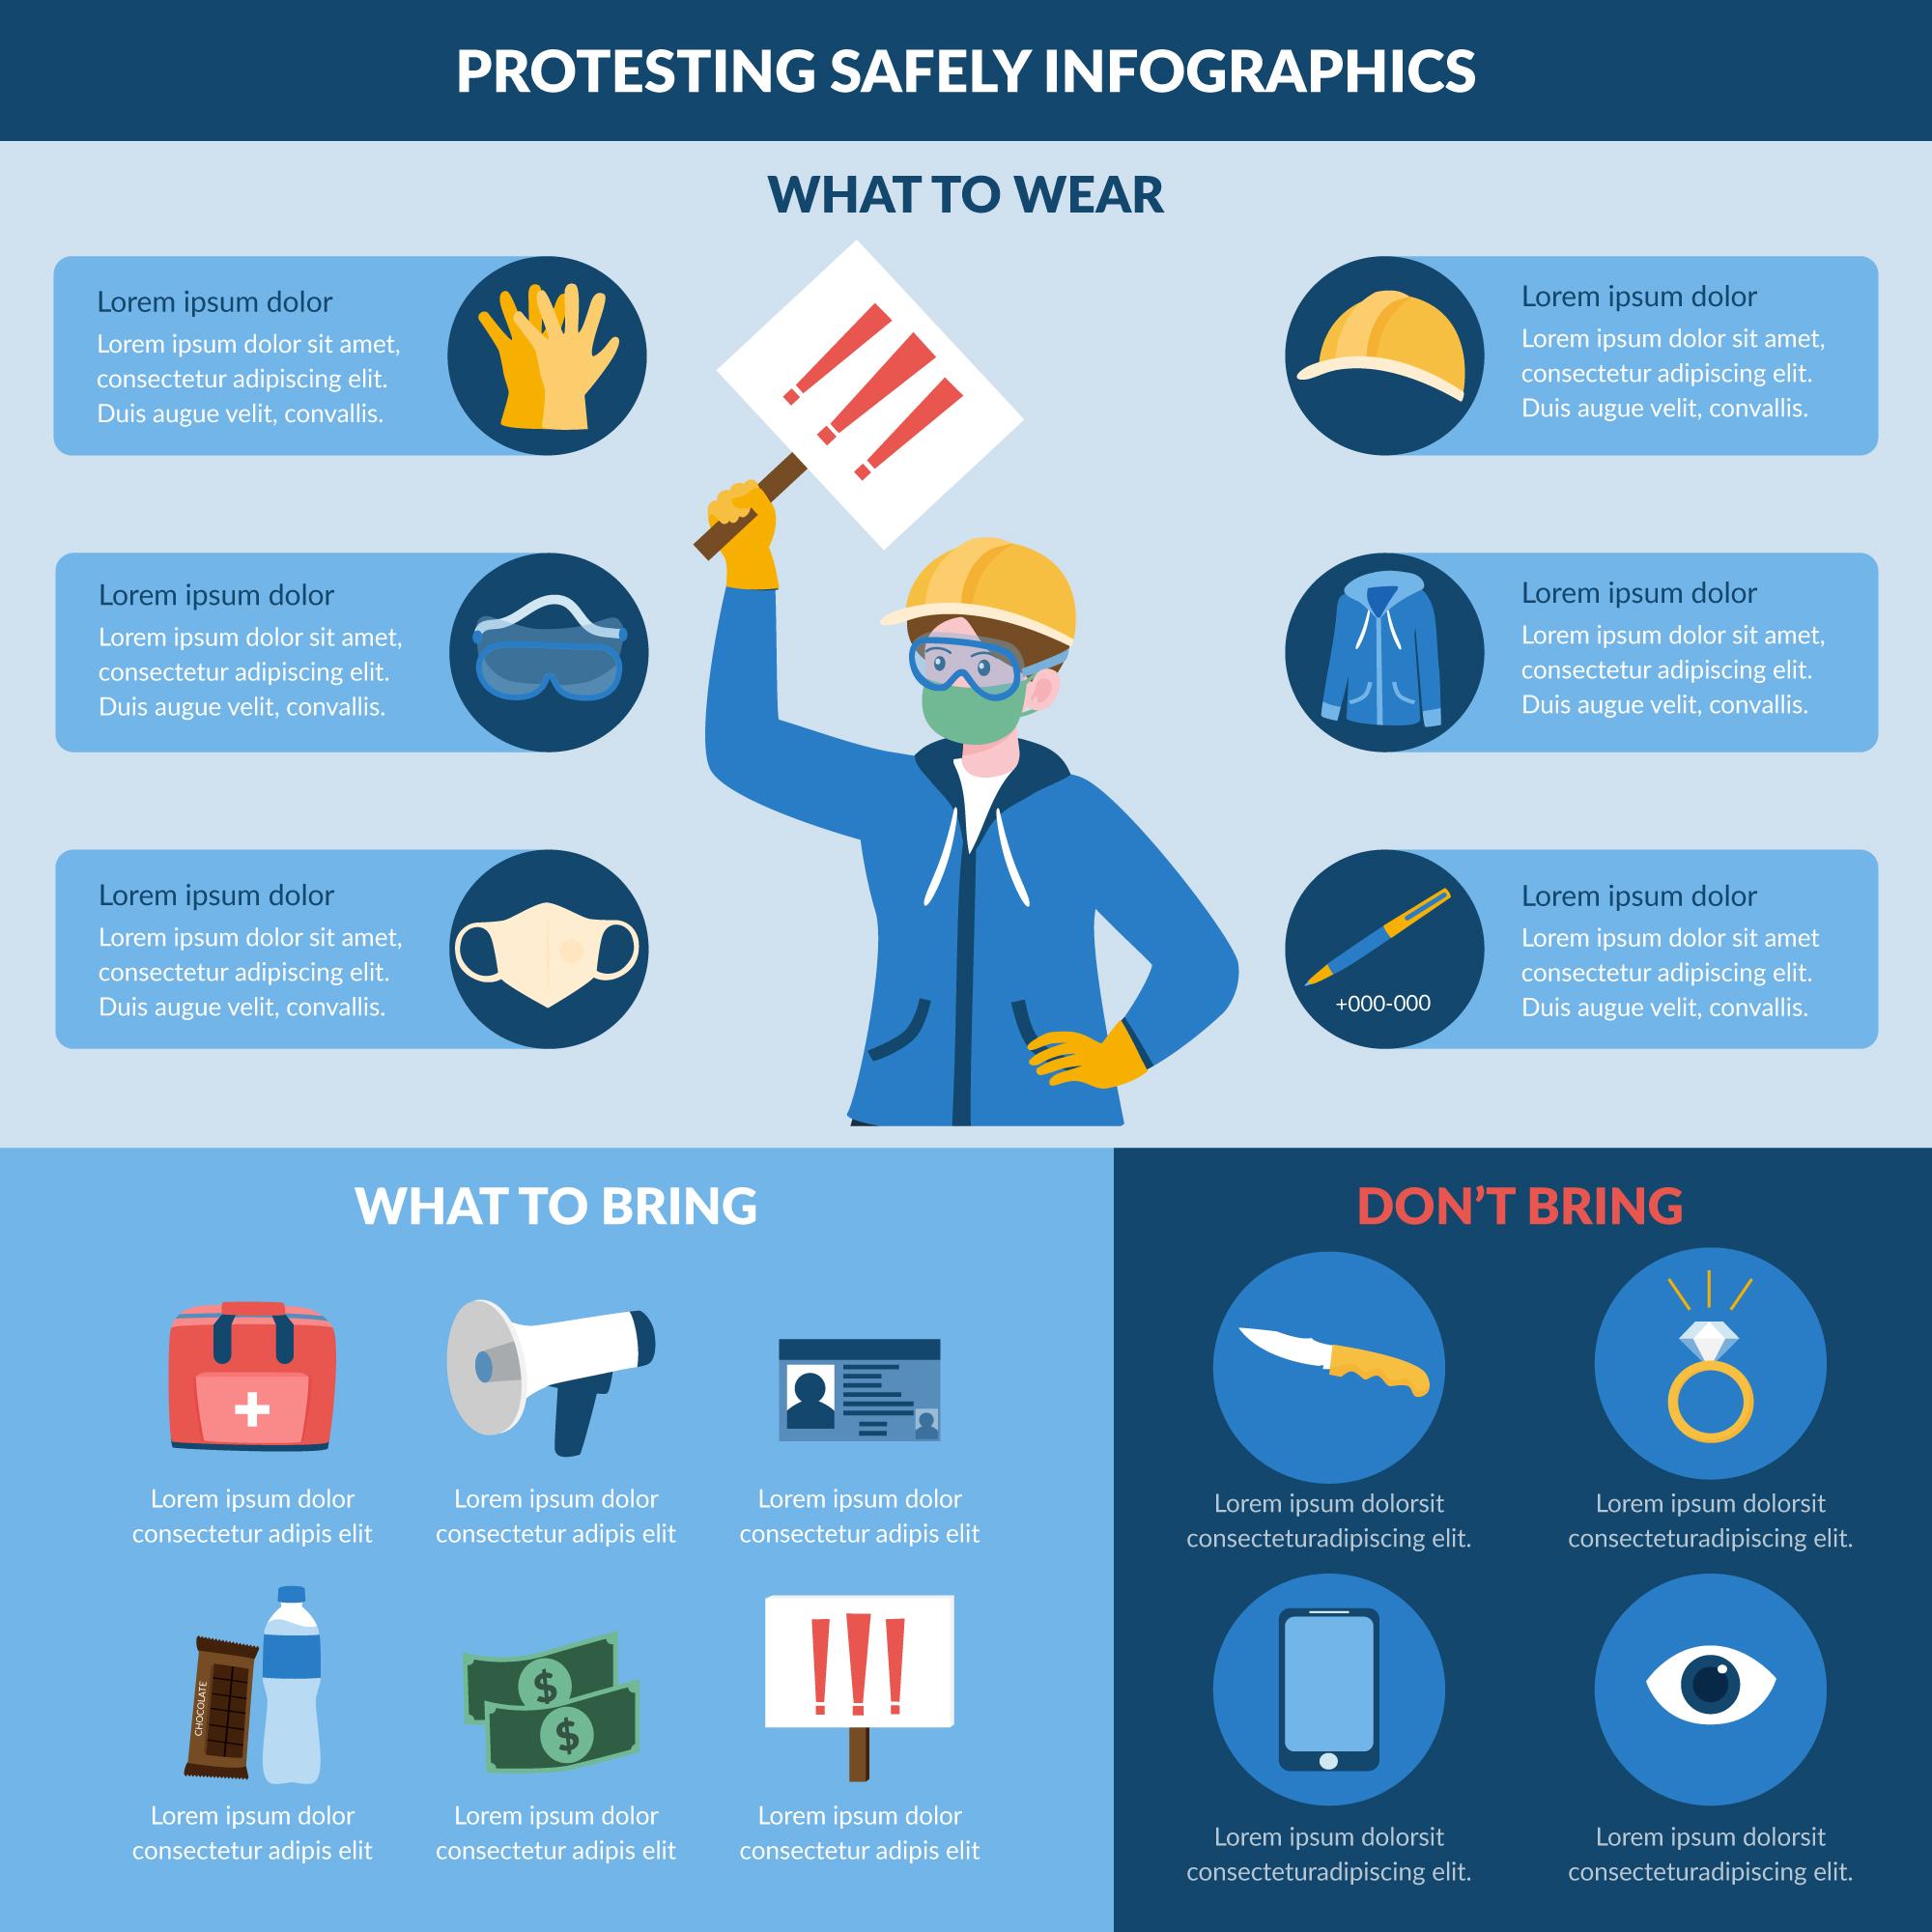 PROTESTING SAFELY INFOGRAPHICS
WHAT TO WEAR
Lorem ipsum dolor
Lorem ipsum dolor sit amet,
consectetur adipiscing elit.
Duis augue velit, convallis.
Lorem ipsum dolor
Lorem ipsum dolor sit amet,
consectetur adipiscing elit.
Duis augue velit, convallis.
Lorem ipsum dolor
Lorem ipsum dolor sit amet,
consectetur adipiscing elit.
Duis augue velit, convallis.
!!!
Lorem ipsum dolor
Lorem ipsum dolor sit amet,
consectetur adipiscing elit.
Duis augue velit, convallis.
Lorem ipsum dolor
Lorem ipsum dolor sit amet,
consectetur adipiscing elit.
Duis augue velit, convallis.
+000-000
Lorem ipsum dolor
Lorem ipsum dolor sit amet
consectetur adipiscing elit.
Duis augue velit, convallis.
WHAT TO BRING
Lorem ipsum dolor
consectetur adipis elit
Lorem ipsum dolor
consectetur adipis elit
Lorem ipsum dolor
consectetur adipis elit
CHOCOLATE
Lorem ipsum dolor
consectetur adipis elit
$
$
Lorem ipsum dolor
consectetur adipis elit
!!!
Lorem ipsum dolor
consectetur adipis elit
DON'T BRING
Lorem ipsum dolorsit
consecteturadipiscing elit.
Lorem ipsum dolorsit
consecteturadipiscing elit.
Lorem ipsum dolorsit
consecteturadipiscing elit.
Lorem ipsum dolorsit
consecteturadipiscing elit.